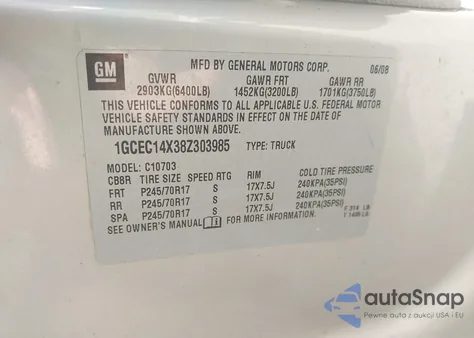 GM
MFD BY GENERAL MOTORS CORP. 06/08
GVWR GAWR FRT GAWR RR
2903KG(6400LB) 1452KG(3200LB) 1701KG(3750LB)
THIS VEHICLE CONFORMS TO ALL APPLICABLE U.S. FEDERAL MOTOR
VEHICLE SAFETY STANDARDS IN EFFECT ON THE DATE OF
MANUFACTURE SHOWN ABOVE.
1GCEC14X38Z303985 TYPE: TRUCK
MODEL: C10703
CBBR TIRE SIZE SPEED RTG RIM COLD TIRE PRESSURE
FRT P245/70R17 S 17X7.5J 240KPA(35PSI)
RR P245/70R17 S 17X7.5J 240KPA(35PSI)
SPA P245/70R17 S 17X7.5J 240KPA(35PSI)
SEE OWNER'S MANUAL FOR MORE INFORMATION.
autoSnap
Pewne auta z aukcji USA i EU